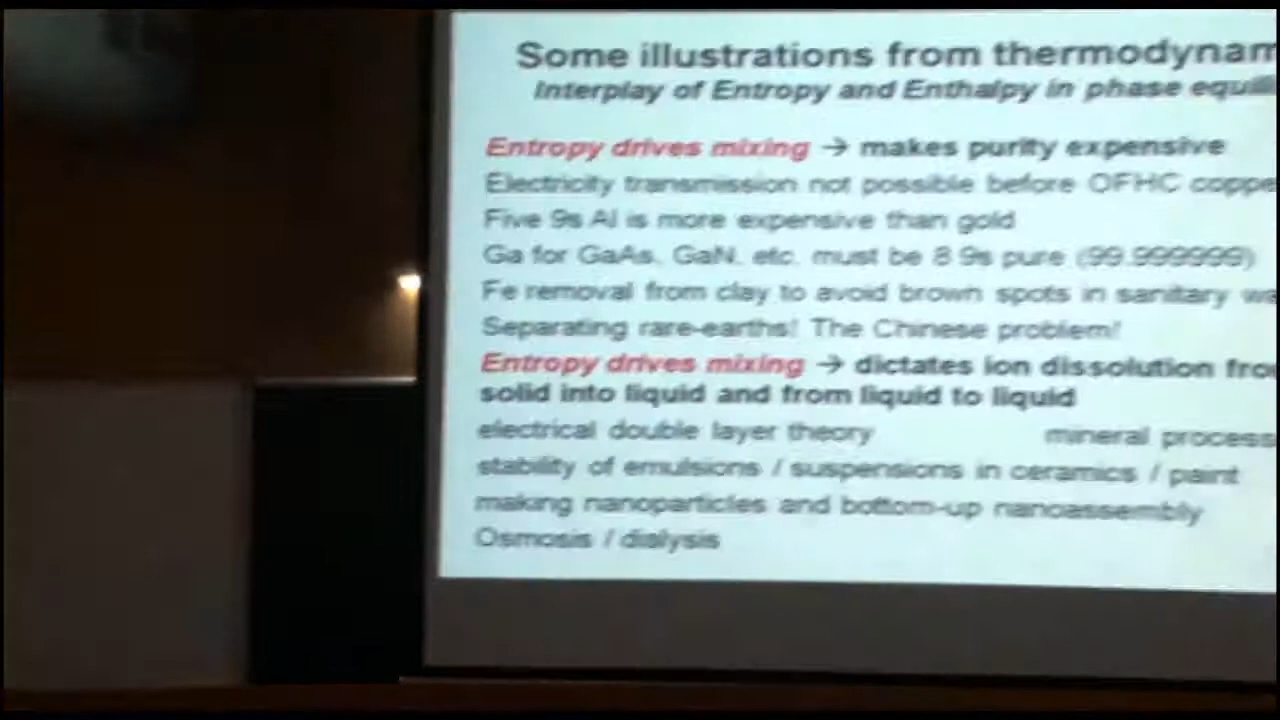 Some illustrations from thermodynam
Interplay of Entropy and Enthalpy in phase equili
Entropy drives mixing → makes purity expensive
Electricity transmission not possible before OFHC coppe
Five 9s Al is more expensive than gold
Ga for GaAs, GaN, etc. must be 8 9s pure (99.999999)
Fe removal from clay to avoid brown spots in sanitary wa
Separating rare-earths! The Chinese problem!
Entropy drives mixing → dictates ion dissolution fro
solid into liquid and from liquid to liquid
electrical double layer theory mineral process
stability of emulsions / suspensions in ceramics / paint
making nanoparticles and bottom-up nanoassembly
Osmosis / dialysis